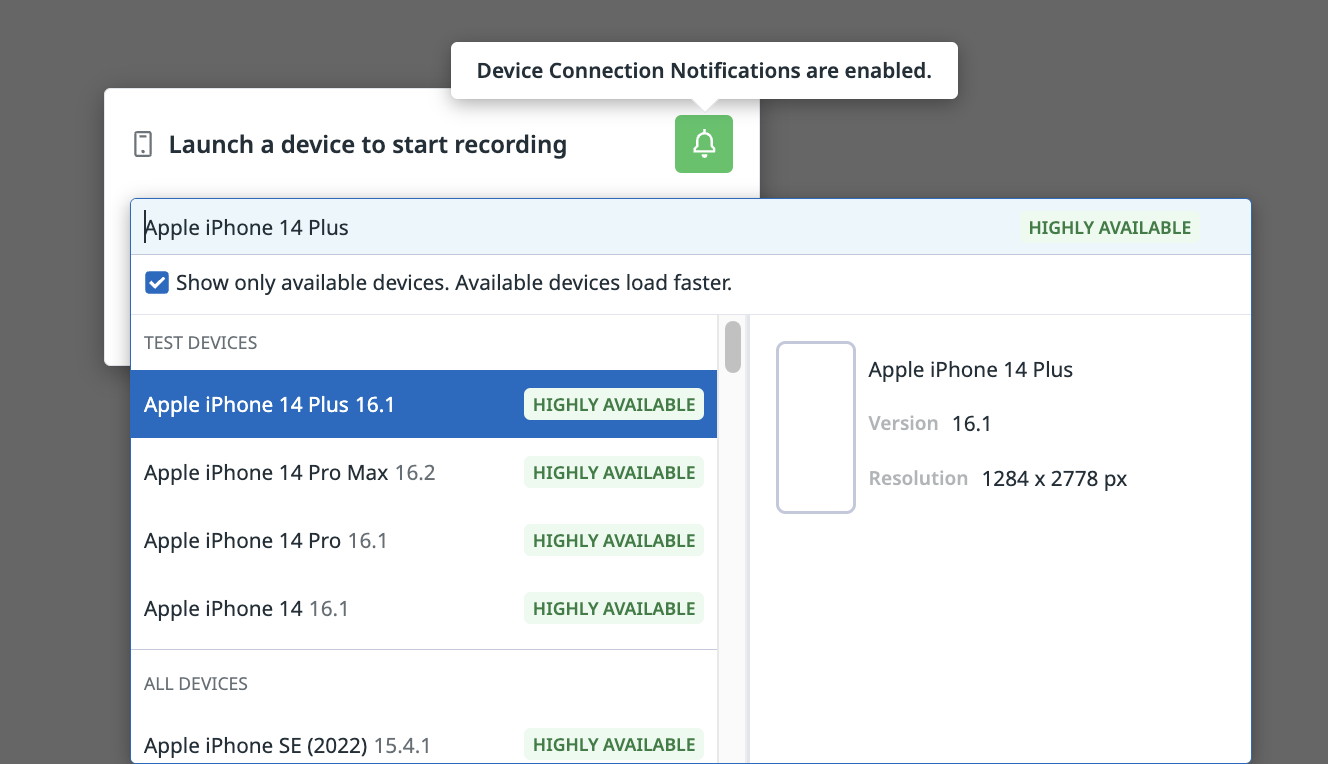 Device Connection Notifications are enabled.
Launch a device to start recording
Apple iPhone 14 Plus HIGHLY AVAILABLE
Show only available devices. Available devices load faster.
TEST DEVICES
Apple iPhone 14 Plus 16.1 HIGHLY AVAILABLE
Apple iPhone 14 Pro Max 16.2 HIGHLY AVAILABLE
Apple iPhone 14 Pro 16.1 HIGHLY AVAILABLE
Apple iPhone 14 16.1 HIGHLY AVAILABLE
ALL DEVICES
Apple iPhone SE (2022) 15.4.1 HIGHLY AVAILABLE
Apple iPhone 14 Plus
Version 16.1
Resolution 1284 x 2778 px